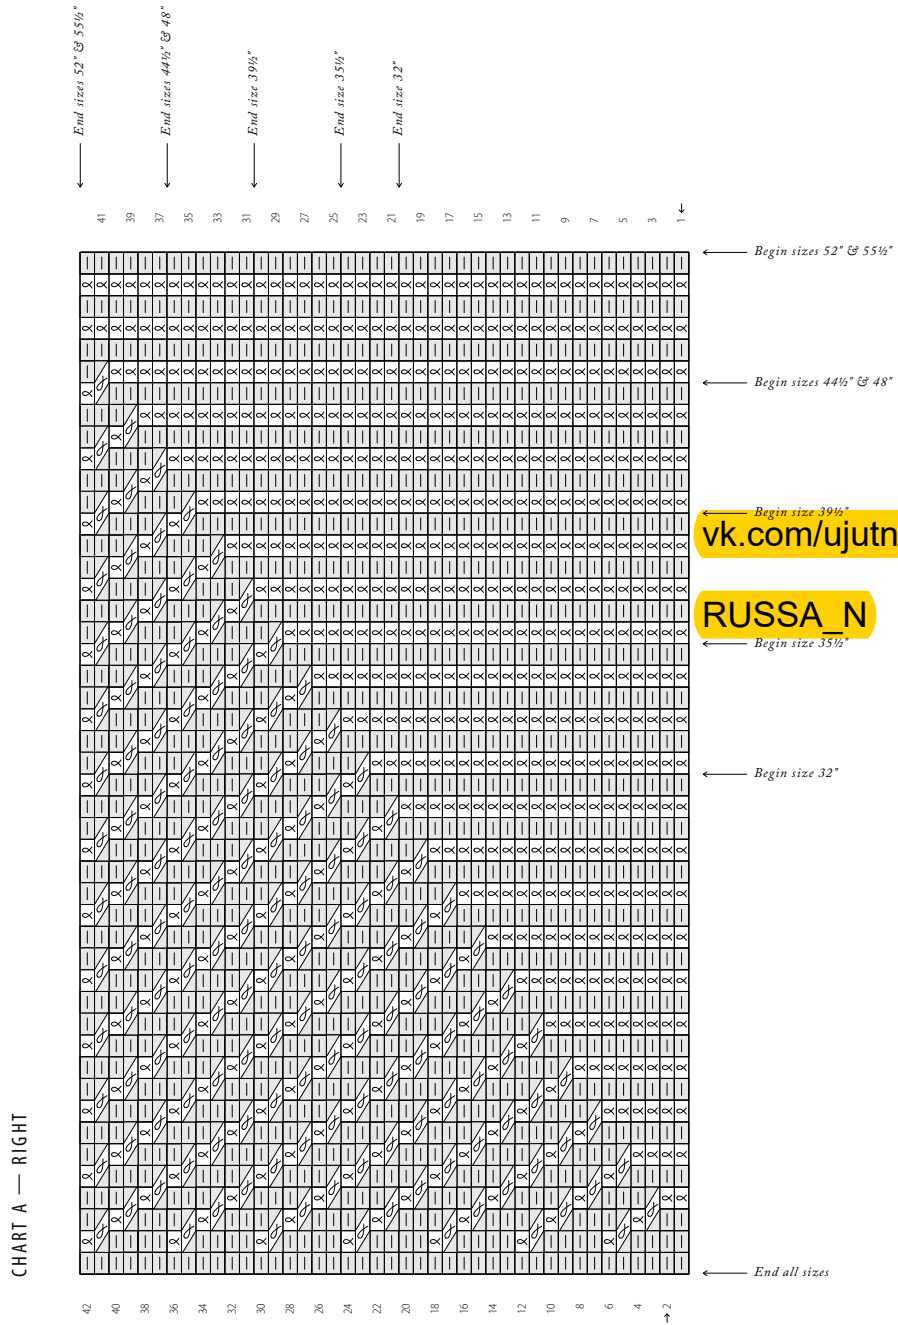 End sizes 52" & 55½"
End sizes 44½" & 48"
End size 39½"
End size 35½"
End size 32"
41 39 37 35 33 31 29 27 25 23 21 19 17 15 13 11 9 7 5 3 1
Begin sizes 52" & 55½"
Begin sizes 44½" & 48"
Begin size 39½"
vk.com/ujutn
RUSSA_N
Begin size 35½"
Begin size 32"
CHART A — RIGHT
End all sizes
42 40 38 36 34 32 30 28 26 24 22 20 18 16 14 12 10 8 6 4 2